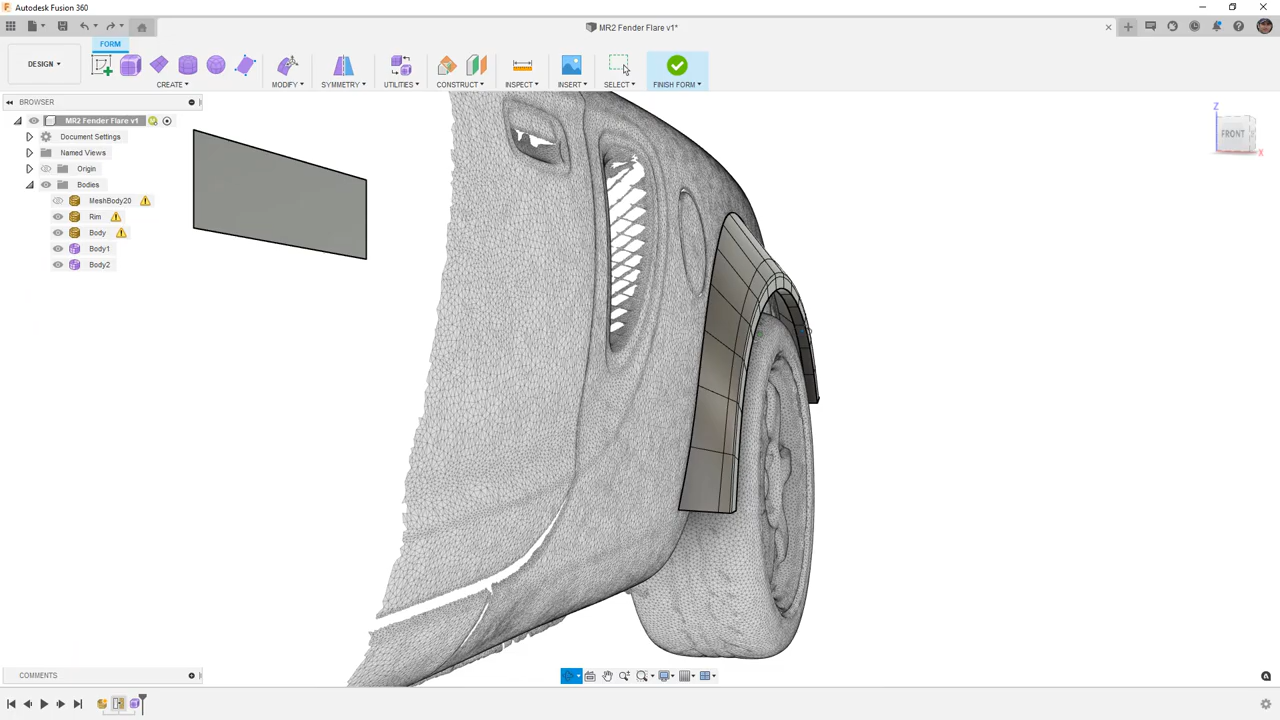 Autodesk Fusion 360
MR2 Fender Flare v1*
FORM
DESIGN
CREATE
MODIFY
SYMMETRY
UTILITIES
CONSTRUCT
INSPECT
INSERT
SELECT
FINISH FORM
BROWSER
MR2 Fender Flare v1
Document Settings
Named Views
Origin
Bodies
MeshBody20
Rim
Body
Body1
Body2
Z
FRONT
X
COMMENTS